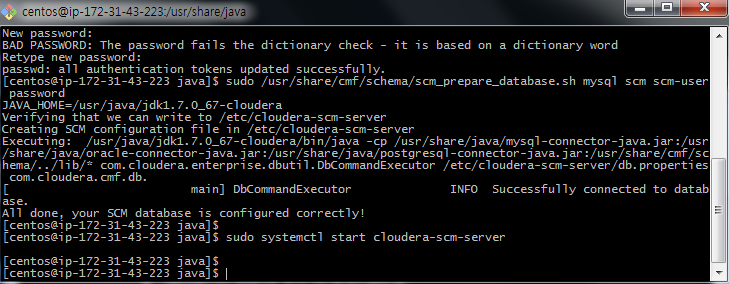 centos@ip-172-31-43-223:/usr/share/java
New password:
BAD PASSWORD: The password fails the dictionary check - it is based on a dictionary word
Retype new password:
passwd: all authentication tokens updated successfully.
[centos@ip-172-31-43-223 java]$ sudo /usr/share/cmf/schema/scm_prepare_database.sh mysql scm scm-user
 password
JAVA_HOME=/usr/java/jdk1.7.0_67-cloudera
Verifying that we can write to /etc/cloudera-scm-server
Creating SCM configuration file in /etc/cloudera-scm-server
Executing:  /usr/java/jdk1.7.0_67-cloudera/bin/java -cp /usr/share/java/mysql-connector-java.jar:/usr
/share/java/oracle-connector-java.jar:/usr/share/java/postgresql-connector-java.jar:/usr/share/cmf/sc
hema/../lib/* com.cloudera.enterprise.dbutil.DbCommandExecutor /etc/cloudera-scm-server/db.properties
 com.cloudera.cmf.db.
[                          main] DbCommandExecutor              INFO  Successfully connected to datab
ase.
All done, your SCM database is configured correctly!
[centos@ip-172-31-43-223 java]$
[centos@ip-172-31-43-223 java]$ sudo systemctl start cloudera-scm-server
[centos@ip-172-31-43-223 java]$
[centos@ip-172-31-43-223 java]$